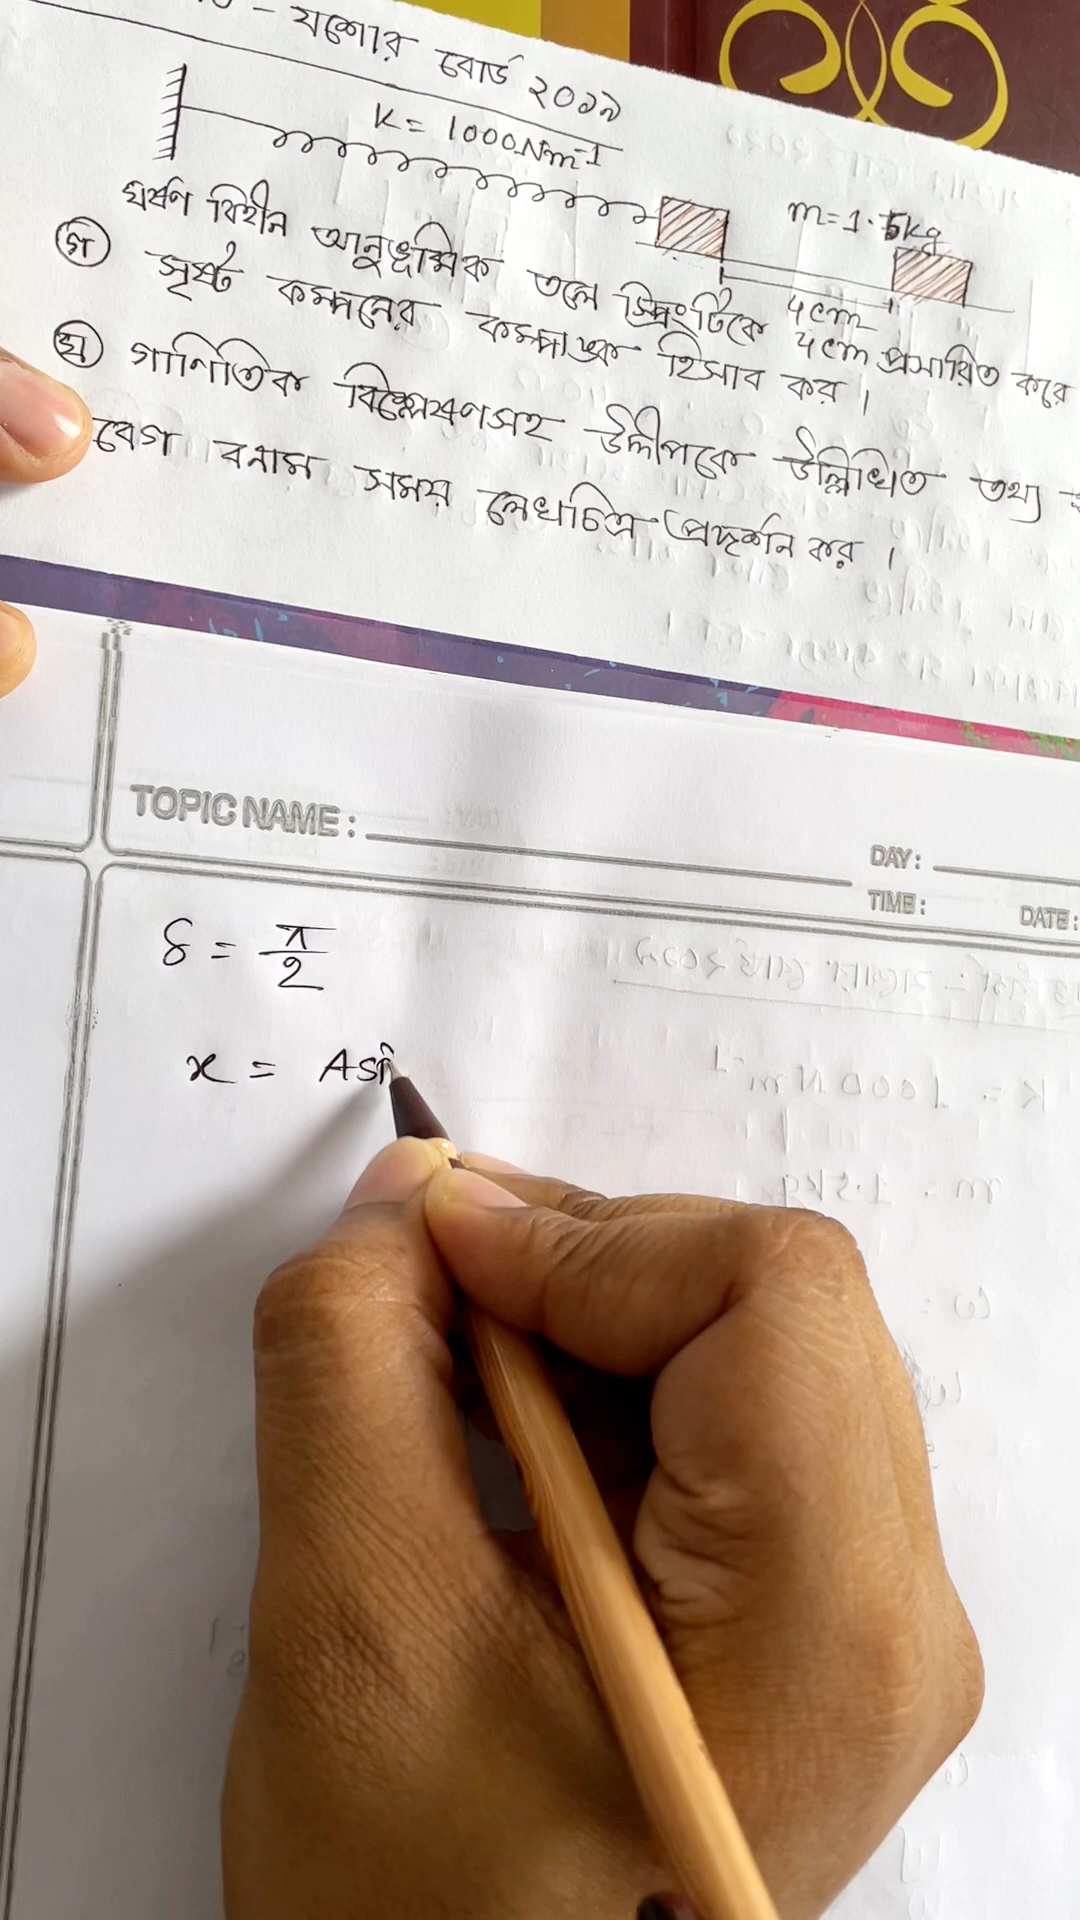 - যশোর বোর্ড ২০১৯
K = 1000Nm-1
m=1.5kg
4cm
ঘর্ষণ বিহীন আনুভূমিক তলে স্প্রিংটিকে 4cm প্রসারিত করে
(গ) সৃষ্ট কম্পনের কম্পাঙ্ক হিসাব কর।
(ঘ) গাণিতিক বিশ্লেষণসহ উদ্দীপকে উল্লিখিত তথ্য
বেগ বনাম সময় লেখচিত্র প্রদর্শন কর।
TOPIC NAME:
DAY:
TIME:
DATE:
δ = π/2
x = Asi